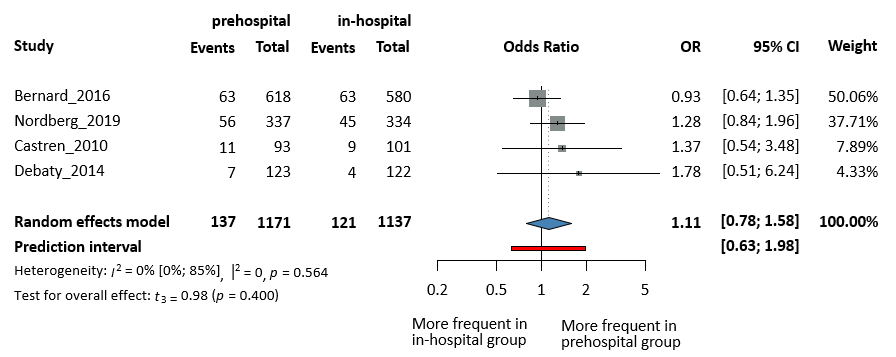 prehospital in-hospital
Study Events Total Events Total Odds Ratio OR 95% CI Weight
Bernard_2016 63 618 63 580 0.93 [0.64; 1.35] 50.06%
Nordberg_2019 56 337 45 334 1.28 [0.84; 1.96] 37.71%
Castren_2010 11 93 9 101 1.37 [0.54; 3.48] 7.89%
Debaty_2014 7 123 4 122 1.78 [0.51; 6.24] 4.33%
Random effects model 137 1171 121 1137 1.11 [0.78; 1.58] 100.00%
Prediction interval [0.63; 1.98]
Heterogeneity: I² = 0% [0%; 85%], |² = 0, p = 0.564
Test for overall effect: t₃ = 0.98 (p = 0.400)
0.2 0.5 1 2 5
More frequent in More frequent in
in-hospital group prehospital group